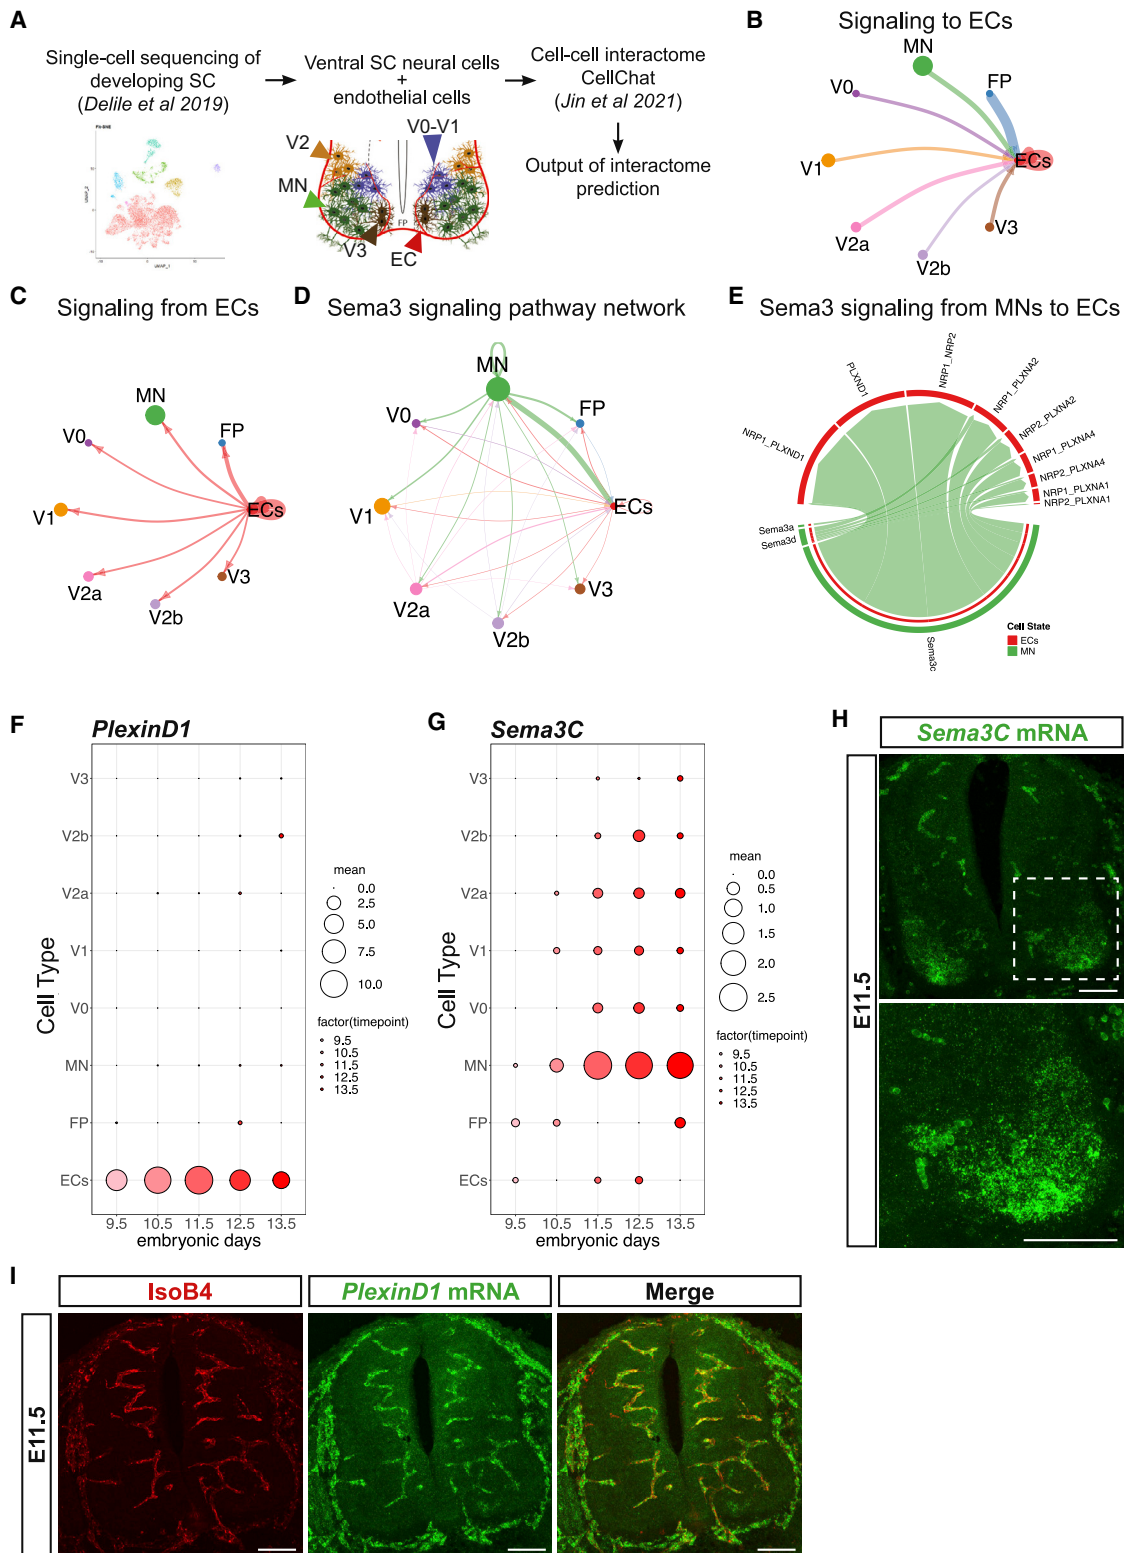 A
Single-cell sequencing of
developing SC
(Delile et al 2019)
Ventral SC neural cells
+
endothelial cells
Cell-cell interactome
CellChat
(Jin et al 2021)
Output of interactome
prediction
V2
V0-V1
MN
V3
FP
EC
B
Signaling to ECs
MN
V0
FP
V1
ECs
V2a
V3
V2b
C
Signaling from ECs
MN
V0
FP
V1
ECs
V2a
V3
V2b
D
Sema3 signaling pathway network
MN
V0
FP
V1
ECs
V2a
V3
V2b
E
Sema3 signaling from MNs to ECs
NRP1_PLXND1
PLXND1
NRP1_NRP2
NRP1_PLXNA2
NRP2_PLXNA2
NRP1_PLXNA4
NRP2_PLXNA4
NRP1_PLXNA1
NRP2_PLXNA1
Sema3a
Sema3d
Sema3c
Cell State
ECs
MN
F
PlexinD1
Cell Type
V3
V2b
V2a
V1
V0
MN
FP
ECs
9.5 10.5 11.5 12.5 13.5
embryonic days
mean
0.0
2.5
5.0
7.5
10.0
factor(timepoint)
9.5
10.5
11.5
12.5
13.5
G
Sema3C
Cell Type
V3
V2b
V2a
V1
V0
MN
FP
ECs
9.5 10.5 11.5 12.5 13.5
embryonic days
mean
0.0
0.5
1.0
1.5
2.0
2.5
factor(timepoint)
9.5
10.5
11.5
12.5
13.5
H
Sema3C mRNA
E11.5
I
IsoB4
PlexinD1 mRNA
Merge
E11.5